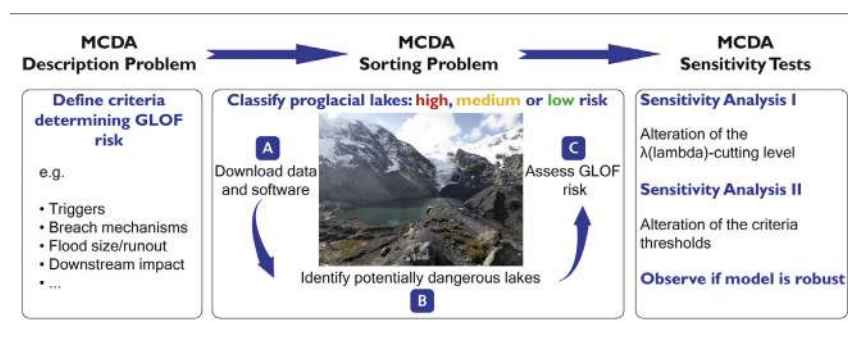 MCDA
Description Problem
MCDA
Sorting Problem
MCDA
Sensitivity Tests
Define criteria
determining GLOF
risk
e.g.
• Triggers
• Breach mechanisms
• Flood size/runout
• Downstream impact
• ...
Classify proglacial lakes: high, medium or low risk
A
Download data
and software
Identify potentially dangerous lakes
B
C
Assess GLOF
risk
Sensitivity Analysis I
Alteration of the
λ(lambda)-cutting level
Sensitivity Analysis II
Alteration of the criteria
thresholds
Observe if model is robust